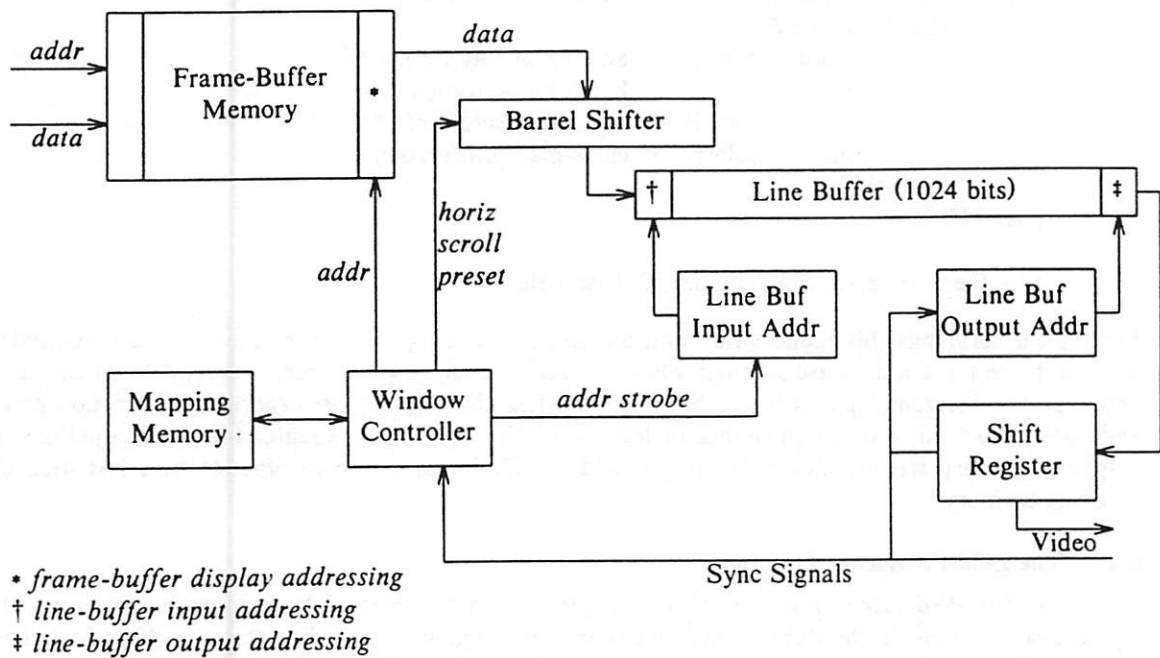 addr
data
Frame-Buffer
Memory
*
data
Barrel Shifter
†
Line Buffer (1024 bits)
‡
horiz
scroll
preset
addr
Line Buf
Input Addr
Line Buf
Output Addr
Mapping
Memory
Window
Controller
addr strobe
Shift
Register
Video
Sync Signals
* frame-buffer display addressing
† line-buffer input addressing
‡ line-buffer output addressing